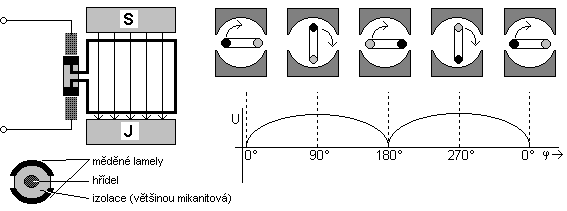 S
J
měděné lamely
hřídel
izolace (většinou mikanitová)
U
0° 90° 180° 270° 0° φ→